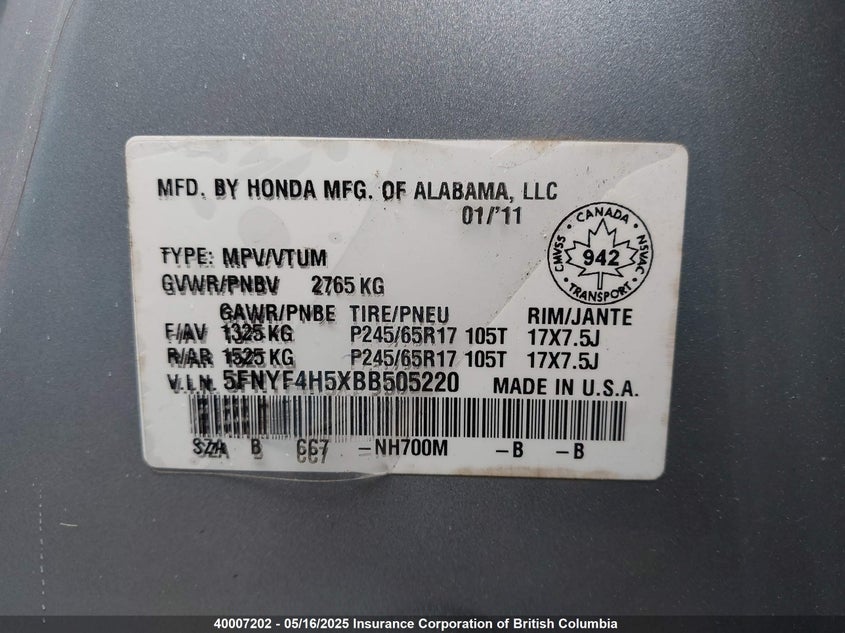 MFD. BY HONDA MFG. OF ALABAMA, LLC
01/'11
TYPE: MPV/VTUM
GVWR/PNBV 2765 KG
GAWR/PNBE TIRE/PNEU RIM/JANTE
F/AV 1325 KG P245/65R17 105T 17X7.5J
R/AR 1525 KG P245/65R17 105T 17X7.5J
V.I.N. 5FNYF4H5XBB505220 MADE IN U.S.A.
SZA B 667 -NH700M -B -B
CANADA
CMVSS 942 NSVAC
TRANSPORT
40007202 - 05/16/2025 Insurance Corporation of British Columbia